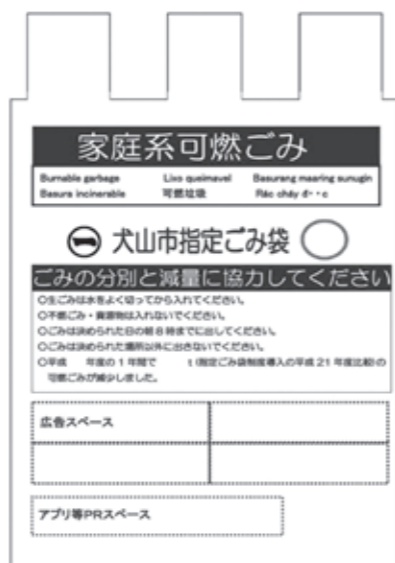 家庭系可燃ごみ
Burnable garbage Lixo queimavel Basurang maaring sunugin
Basura incinerable 可燃垃圾 Rác cháy đ・・c
犬山市指定ごみ袋
ごみの分別と減量に協力してください
○生ごみは水をよく切ってから入れてください。
○不燃ごみ・資源物は入れないでください。
○ごみは決められた日の朝8時までに出してください。
○ごみは決められた場所以外に出さないでください。
○平成 年度の1年間で t(指定ごみ袋制度導入の平成21年度比較)の
可燃ごみが減少しました。
広告スペース
アプリ等PRスペース